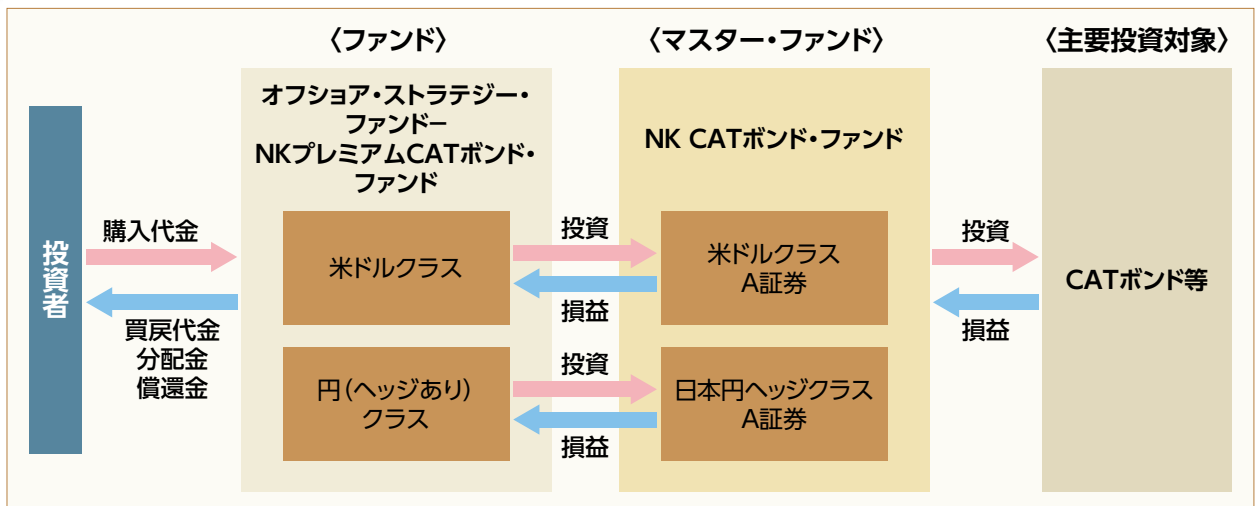 〈ファンド〉
〈マスター・ファンド〉
〈主要投資対象〉
投資者
購入代金
買戻代金
分配金
償還金
オフショア・ストラテジー・
ファンドー
NKプレミアムCATボンド・
ファンド
米ドルクラス
円(ヘッジあり)
クラス
投資
損益
投資
損益
NK CATボンド・ファンド
米ドルクラス
A証券
日本円ヘッジクラス
A証券
投資
損益
CATボンド等